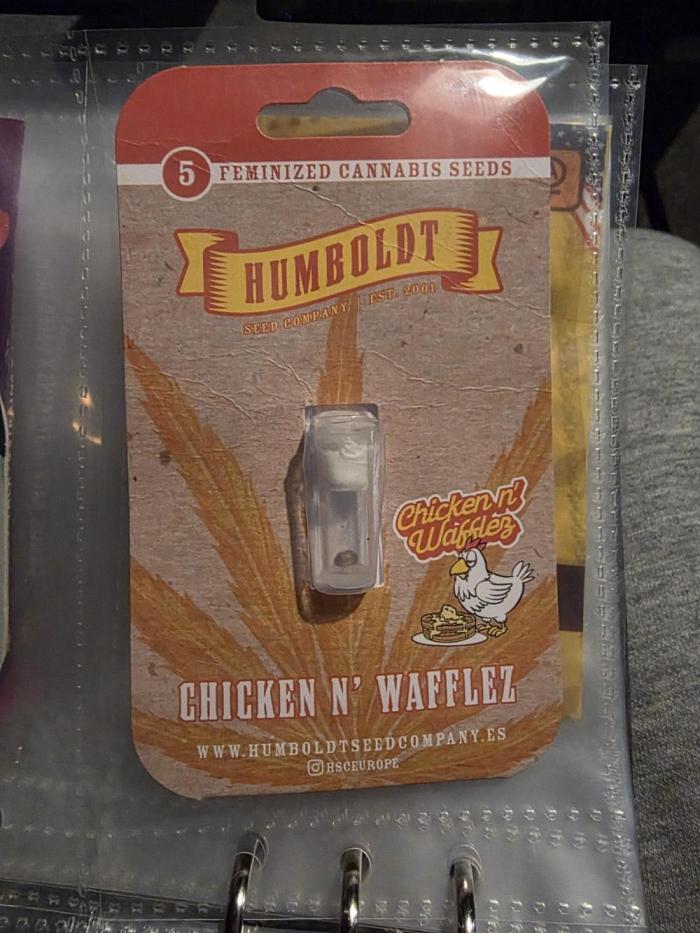 5 FEMINIZED CANNABIS SEEDS
HUMBOLDT
SEED COMPANY | EST. 2001
Chicken n'
Wafflez
CHICKEN N' WAFFLEZ
WWW.HUMBOLDTSEEDCOMPANY.ES
HSCEUROPE